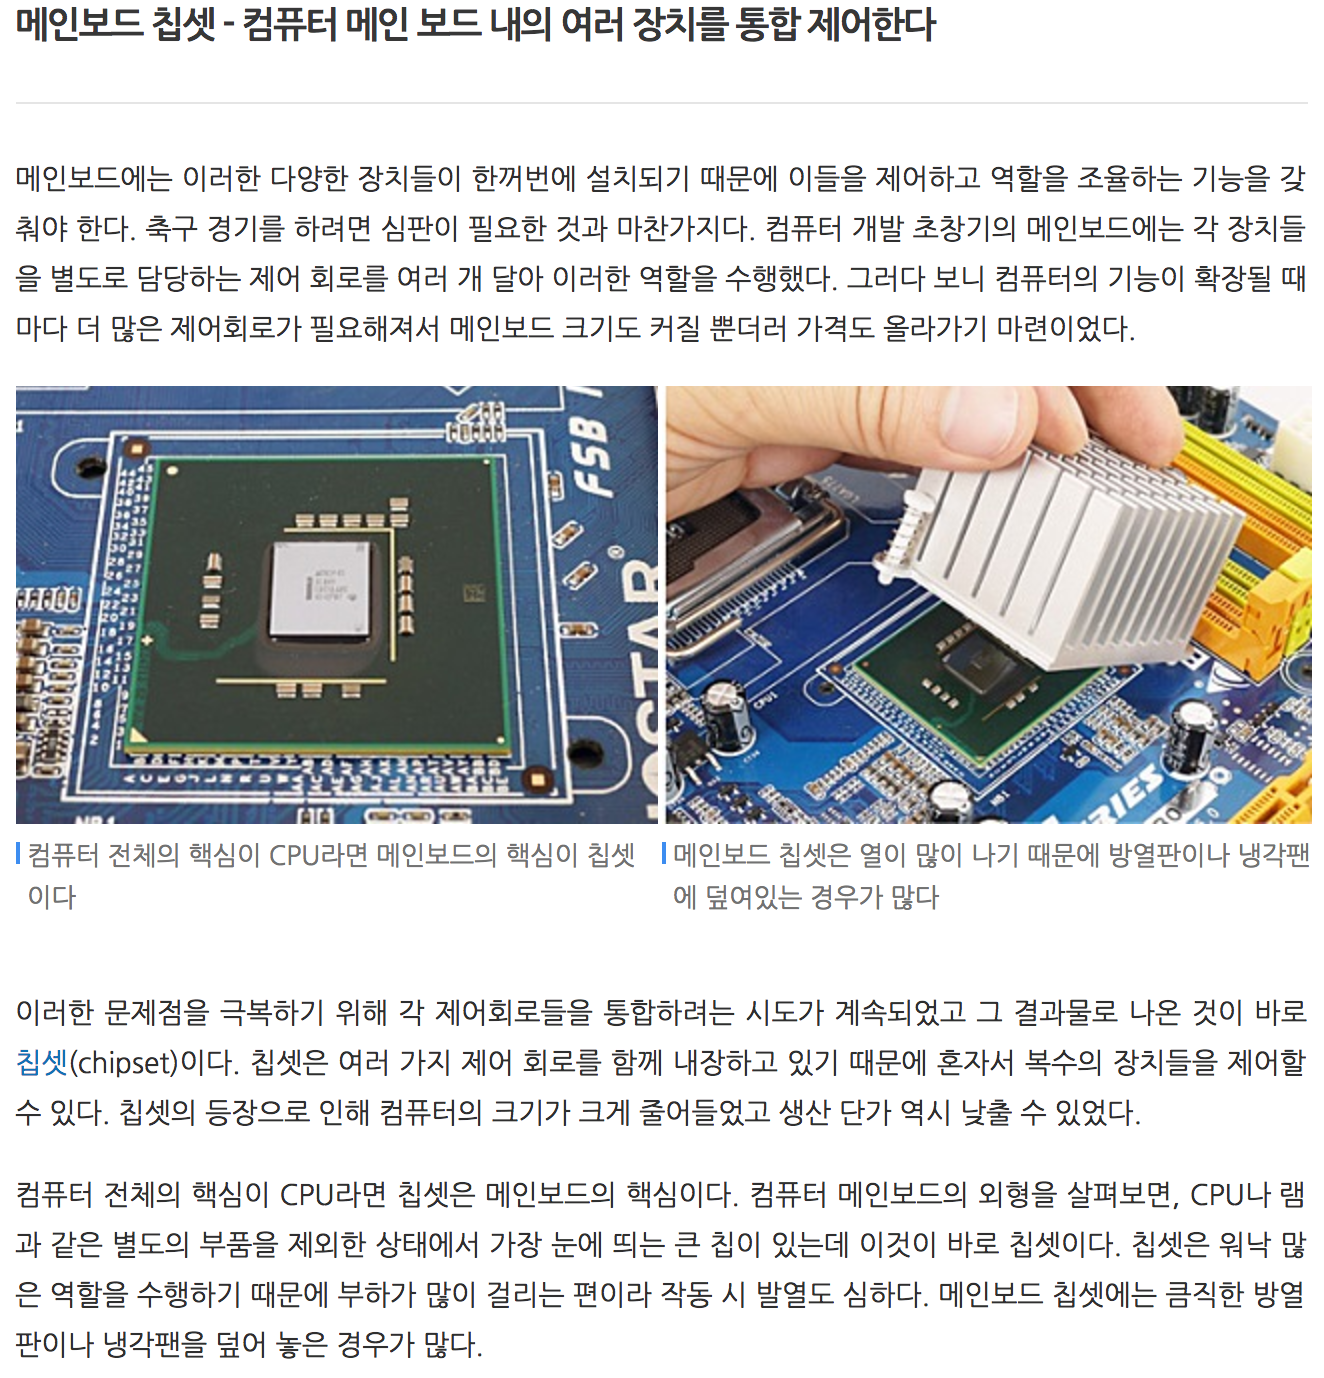 메인보드 칩셋 - 컴퓨터 메인 보드 내의 여러 장치를 통합 제어한다
메인보드에는 이러한 다양한 장치들이 한꺼번에 설치되기 때문에 이들을 제어하고 역할을 조율하는 기능을 갖
춰야 한다. 축구 경기를 하려면 심판이 필요한 것과 마찬가지다. 컴퓨터 개발 초창기의 메인보드에는 각 장치들
을 별도로 담당하는 제어 회로를 여러 개 달아 이러한 역할을 수행했다. 그러다 보니 컴퓨터의 기능이 확장될 때
마다 더 많은 제어회로가 필요해져서 메인보드 크기도 커질 뿐더러 가격도 올라가기 마련이었다.
FSB
NB1
LGA775
CPU1
NB1
컴퓨터 전체의 핵심이 CPU라면 메인보드의 핵심이 칩셋
이다
메인보드 칩셋은 열이 많이 나기 때문에 방열판이나 냉각팬
에 덮여있는 경우가 많다
이러한 문제점을 극복하기 위해 각 제어회로들을 통합하려는 시도가 계속되었고 그 결과물로 나온 것이 바로
칩셋(chipset)이다. 칩셋은 여러 가지 제어 회로를 함께 내장하고 있기 때문에 혼자서 복수의 장치들을 제어할
수 있다. 칩셋의 등장으로 인해 컴퓨터의 크기가 크게 줄어들었고 생산 단가 역시 낮출 수 있었다.
컴퓨터 전체의 핵심이 CPU라면 칩셋은 메인보드의 핵심이다. 컴퓨터 메인보드의 외형을 살펴보면, CPU나 램
과 같은 별도의 부품을 제외한 상태에서 가장 눈에 띄는 큰 칩이 있는데 이것이 바로 칩셋이다. 칩셋은 워낙 많
은 역할을 수행하기 때문에 부하가 많이 걸리는 편이라 작동 시 발열도 심하다. 메인보드 칩셋에는 큼직한 방열
판이나 냉각팬을 덮어 놓은 경우가 많다.